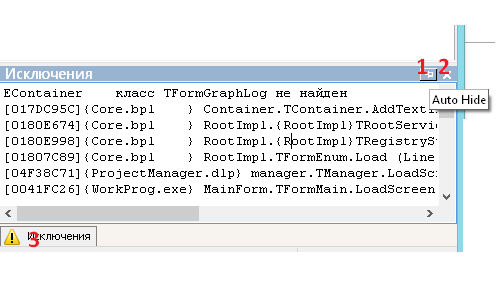 1 2
Исключения
Auto Hide
EContainer класс TFormGraphLog не найден
[017DC95C]{Core.bpl } Container.TContainer.AddText
[0180E674]{Core.bpl } RootImpl.{RootImpl}TRootServi
[0180E998]{Core.bpl } RootImpl.{RootImpl}TRegistryS
[01807C89]{Core.bpl } RootImpl.TFormEnum.Load (Line
[04F38C71]{ProjectManager.dlp} manager.TManager.LoadSc
[0041FC26]{WorkProg.exe} MainForm.TFormMain.LoadScreen
3
Исключения